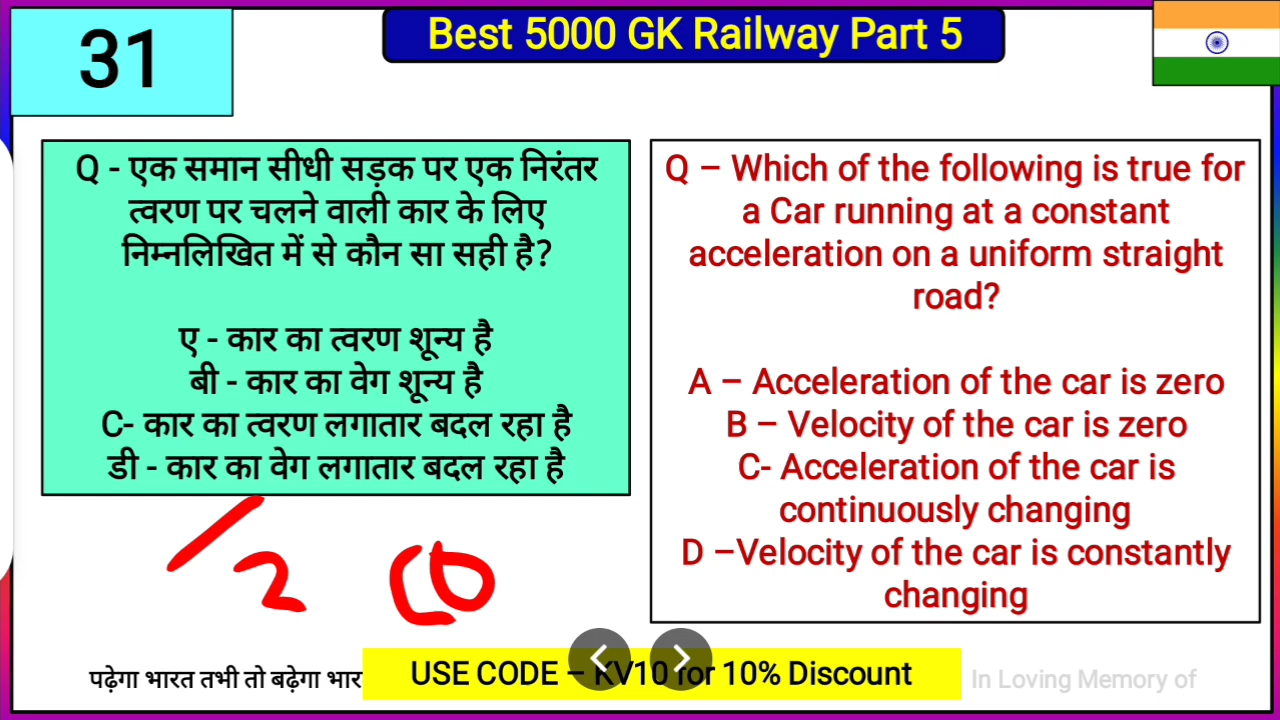 31
Best 5000 GK Railway Part 5
Q - एक समान सीधी सड़क पर एक निरंतर
त्वरण पर चलने वाली कार के लिए
निम्नलिखित में से कौन सा सही है?
ए - कार का त्वरण शून्य है
बी - कार का वेग शून्य है
C- कार का त्वरण लगातार बदल रहा है
डी - कार का वेग लगातार बदल रहा है
Q – Which of the following is true for
a Car running at a constant
acceleration on a uniform straight
road?
A – Acceleration of the car is zero
B – Velocity of the car is zero
C- Acceleration of the car is
continuously changing
D –Velocity of the car is constantly
changing
पढ़ेगा भारत तभी तो बढ़ेगा भार
USE CODE – KV10 for 10% Discount
In Loving Memory of